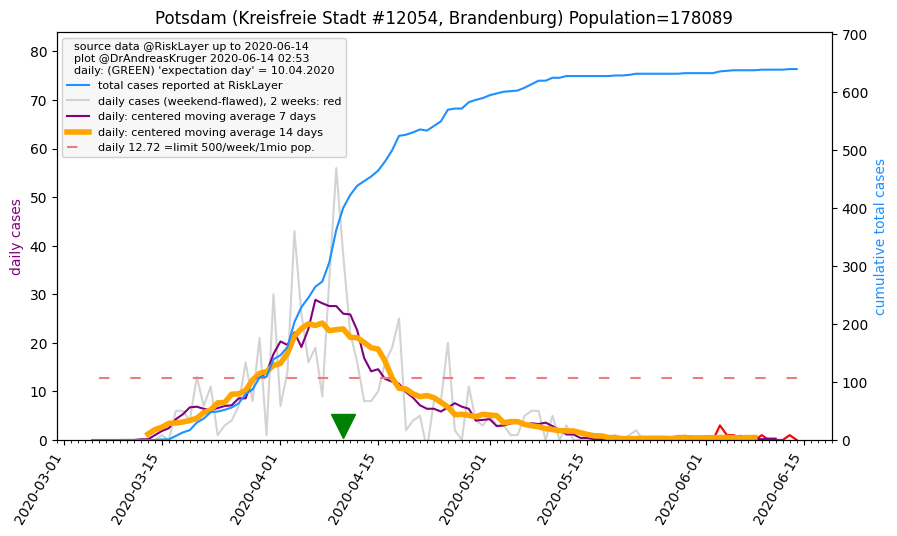 Potsdam (Kreisfreie Stadt #12054, Brandenburg) Population=178089
source data @RiskLayer up to 2020-06-14
plot @DrAndreasKruger 2020-06-14 02:53
daily: (GREEN) 'expectation day' = 10.04.2020
total cases reported at RiskLayer
daily cases (weekend-flawed), 2 weeks: red
daily: centered moving average 7 days
daily: centered moving average 14 days
daily 12.72 =limit 500/week/1mio pop.
daily cases
80
70
60
50
40
30
20
10
0
cumulative total cases
700
600
500
400
300
200
100
0
2020-03-01
2020-03-15
2020-04-01
2020-04-15
2020-05-01
2020-05-15
2020-06-01
2020-06-15